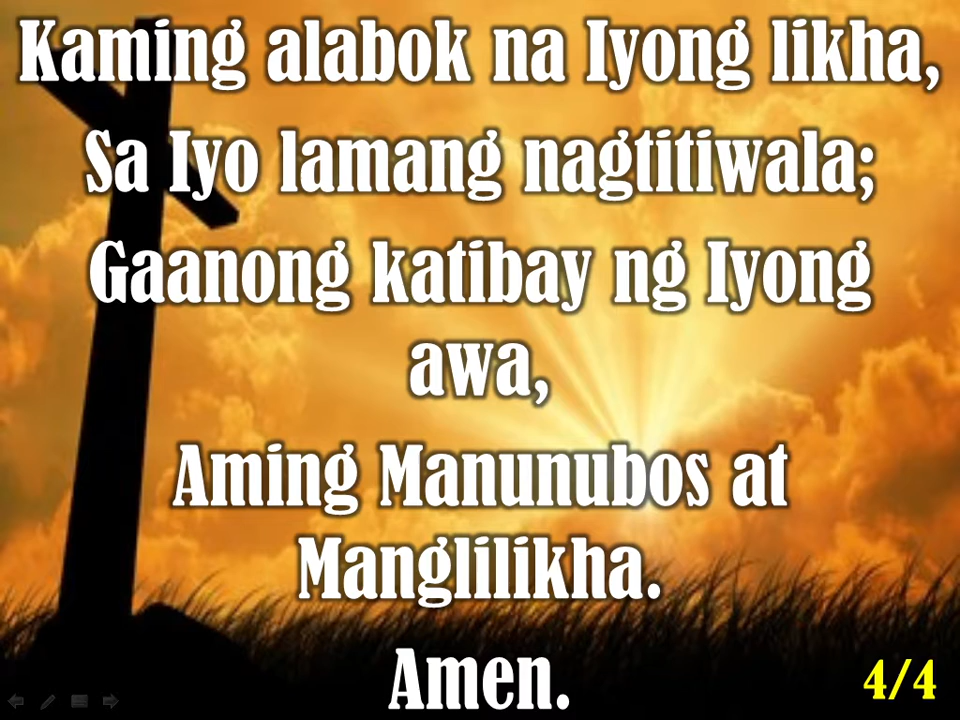 Kaming alabok na Iyong likha,
Sa Iyo lamang nagtitiwala;
Gaanong katibay ng Iyong
awa,
Aming Manunubos at
Manglilikha.
Amen.
4/4